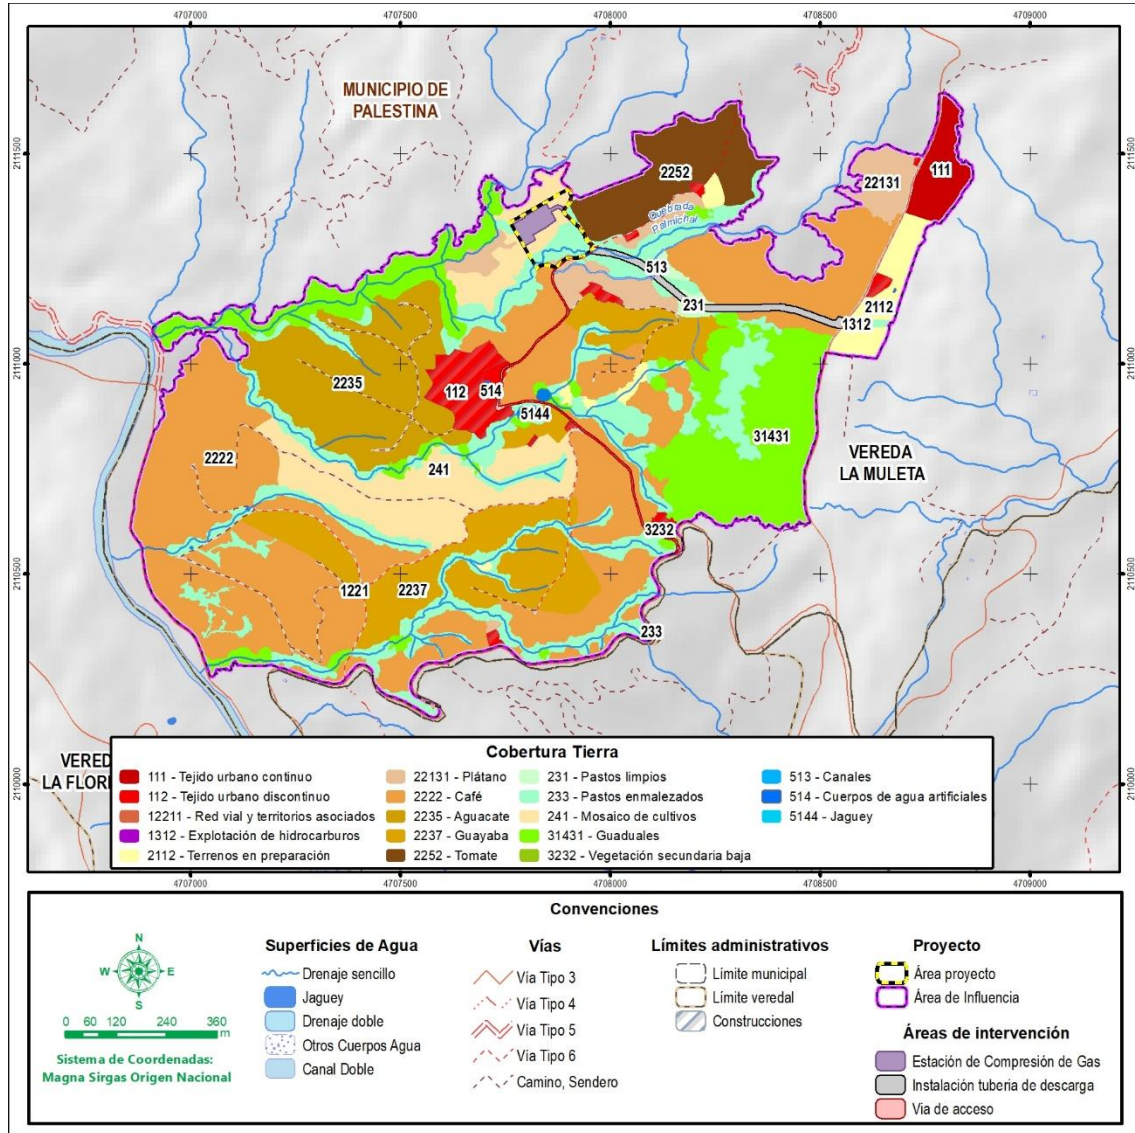 4707000
4707500
4708000
4708500
4709000
2111500
2111500
2111000
2111000
2110500
2110500
2110000
2110000
MUNICIPIO DE
PALESTINA
2252
22131
111
Quebrada
Palmichal
513
231
2112
1312
2235
112
514
5144
31431
2222
241
VEREDA
LA MULETA
3232
1221
2237
233
VERED
LA FLORI
Cobertura Tierra
111 - Tejido urbano continuo
112 - Tejido urbano discontinuo
12211 - Red vial y territorios asociados
1312 - Explotación de hidrocarburos
2112 - Terrenos en preparación
22131 - Plátano
2222 - Café
2235 - Aguacate
2237 - Guayaba
2252 - Tomate
231 - Pastos limpios
233 - Pastos enmalezados
241 - Mosaico de cultivos
31431 - Guaduales
3232 - Vegetación secundaria baja
513 - Canales
514 - Cuerpos de agua artificiales
5144 - Jaguey
4707000
4707500
4708000
4708500
4709000
Convenciones
N
W
E
S
0 60 120 240 360
m
Sistema de Coordenadas:
Magna Sirgas Origen Nacional
Superficies de Agua
Drenaje sencillo
Jaguey
Drenaje doble
Otros Cuerpos Agua
Canal Doble
Vías
Vía Tipo 3
Vía Tipo 4
Vía Tipo 5
Vía Tipo 6
Camino, Sendero
Límites administrativos
Límite municipal
Límite veredal
Construcciones
Proyecto
Área proyecto
Área de Influencia
Áreas de intervención
Estación de Compresión de Gas
Instalación tuberia de descarga
Via de acceso